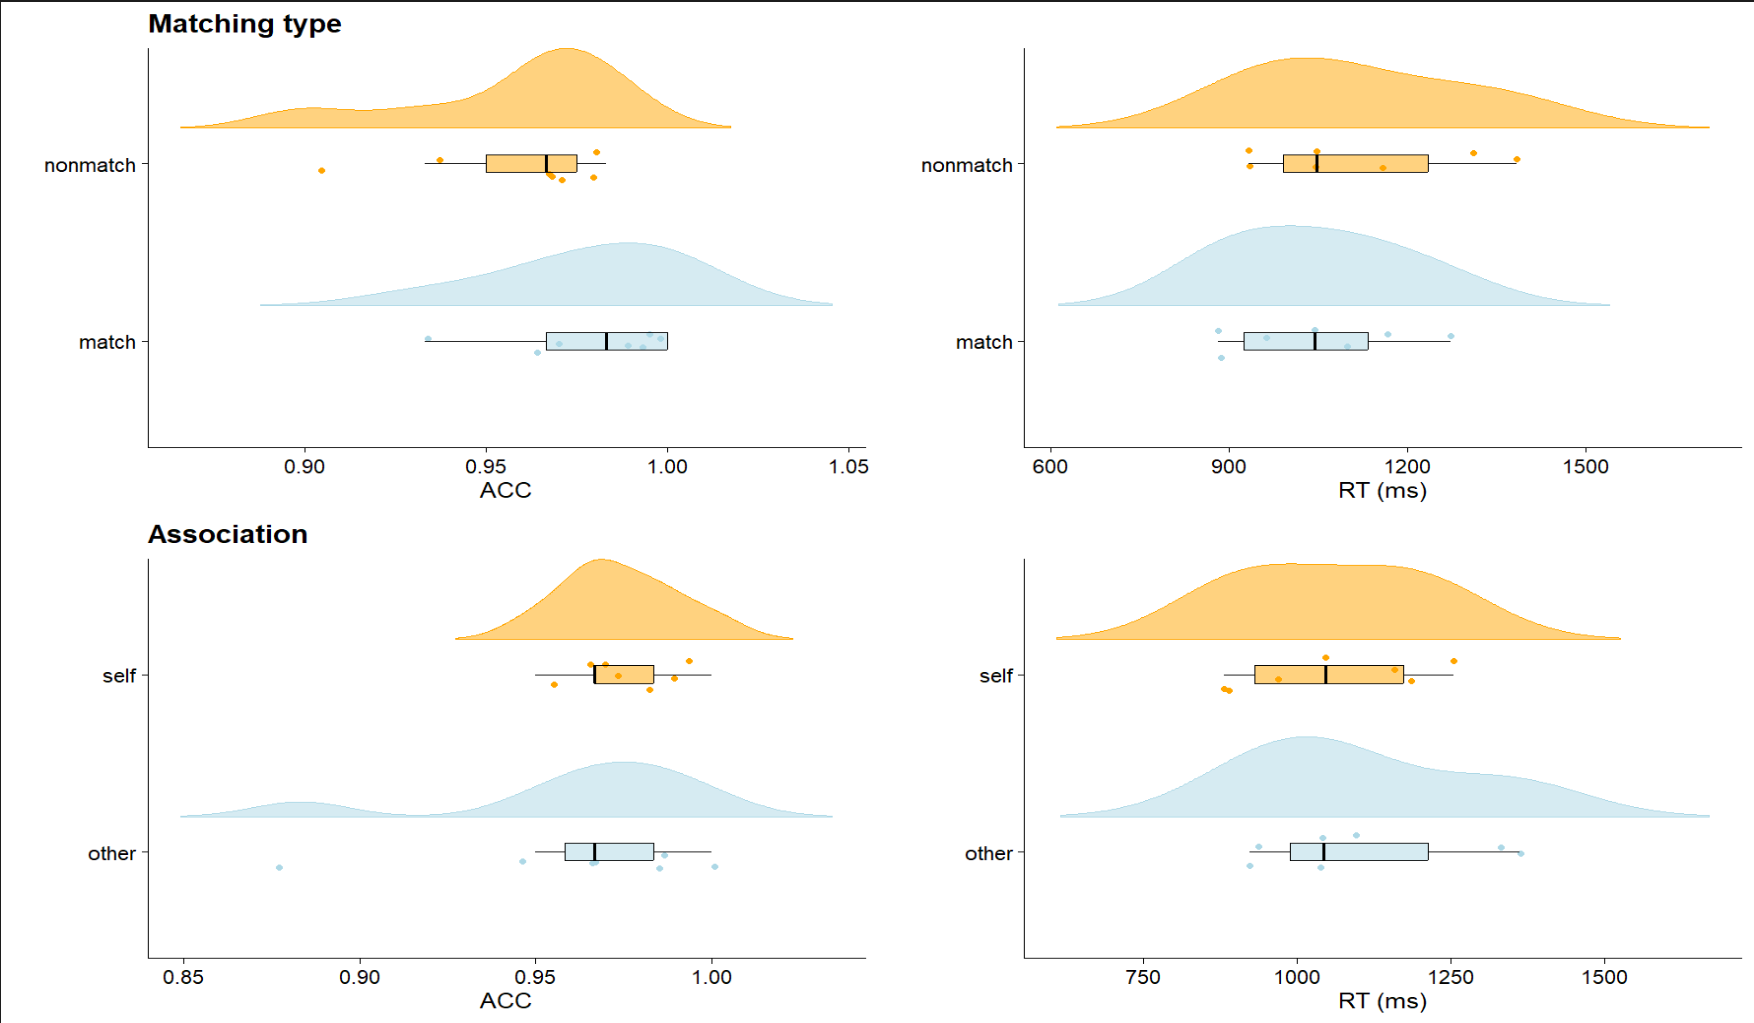 Matching type
nonmatch
match
0.90 0.95 1.00 1.05
ACC
nonmatch
match
600 900 1200 1500
RT (ms)
Association
self
other
0.85 0.90 0.95 1.00
ACC
self
other
750 1000 1250 1500
RT (ms)